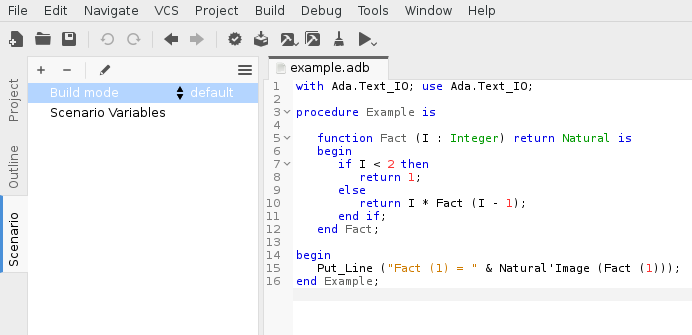 File Edit Navigate VCS Project Build Debug Tools Window Help
Project
Outline
Scenario
Build mode default
Scenario Variables
example.adb
1 with Ada.Text_IO; use Ada.Text_IO;
2
3 procedure Example is
4
5    function Fact (I : Integer) return Natural is
6    begin
7       if I < 2 then
8          return 1;
9       else
10          return I * Fact (I - 1);
11       end if;
12    end Fact;
13
14 begin
15    Put_Line ("Fact (1) = " & Natural'Image (Fact (1)));
16 end Example;